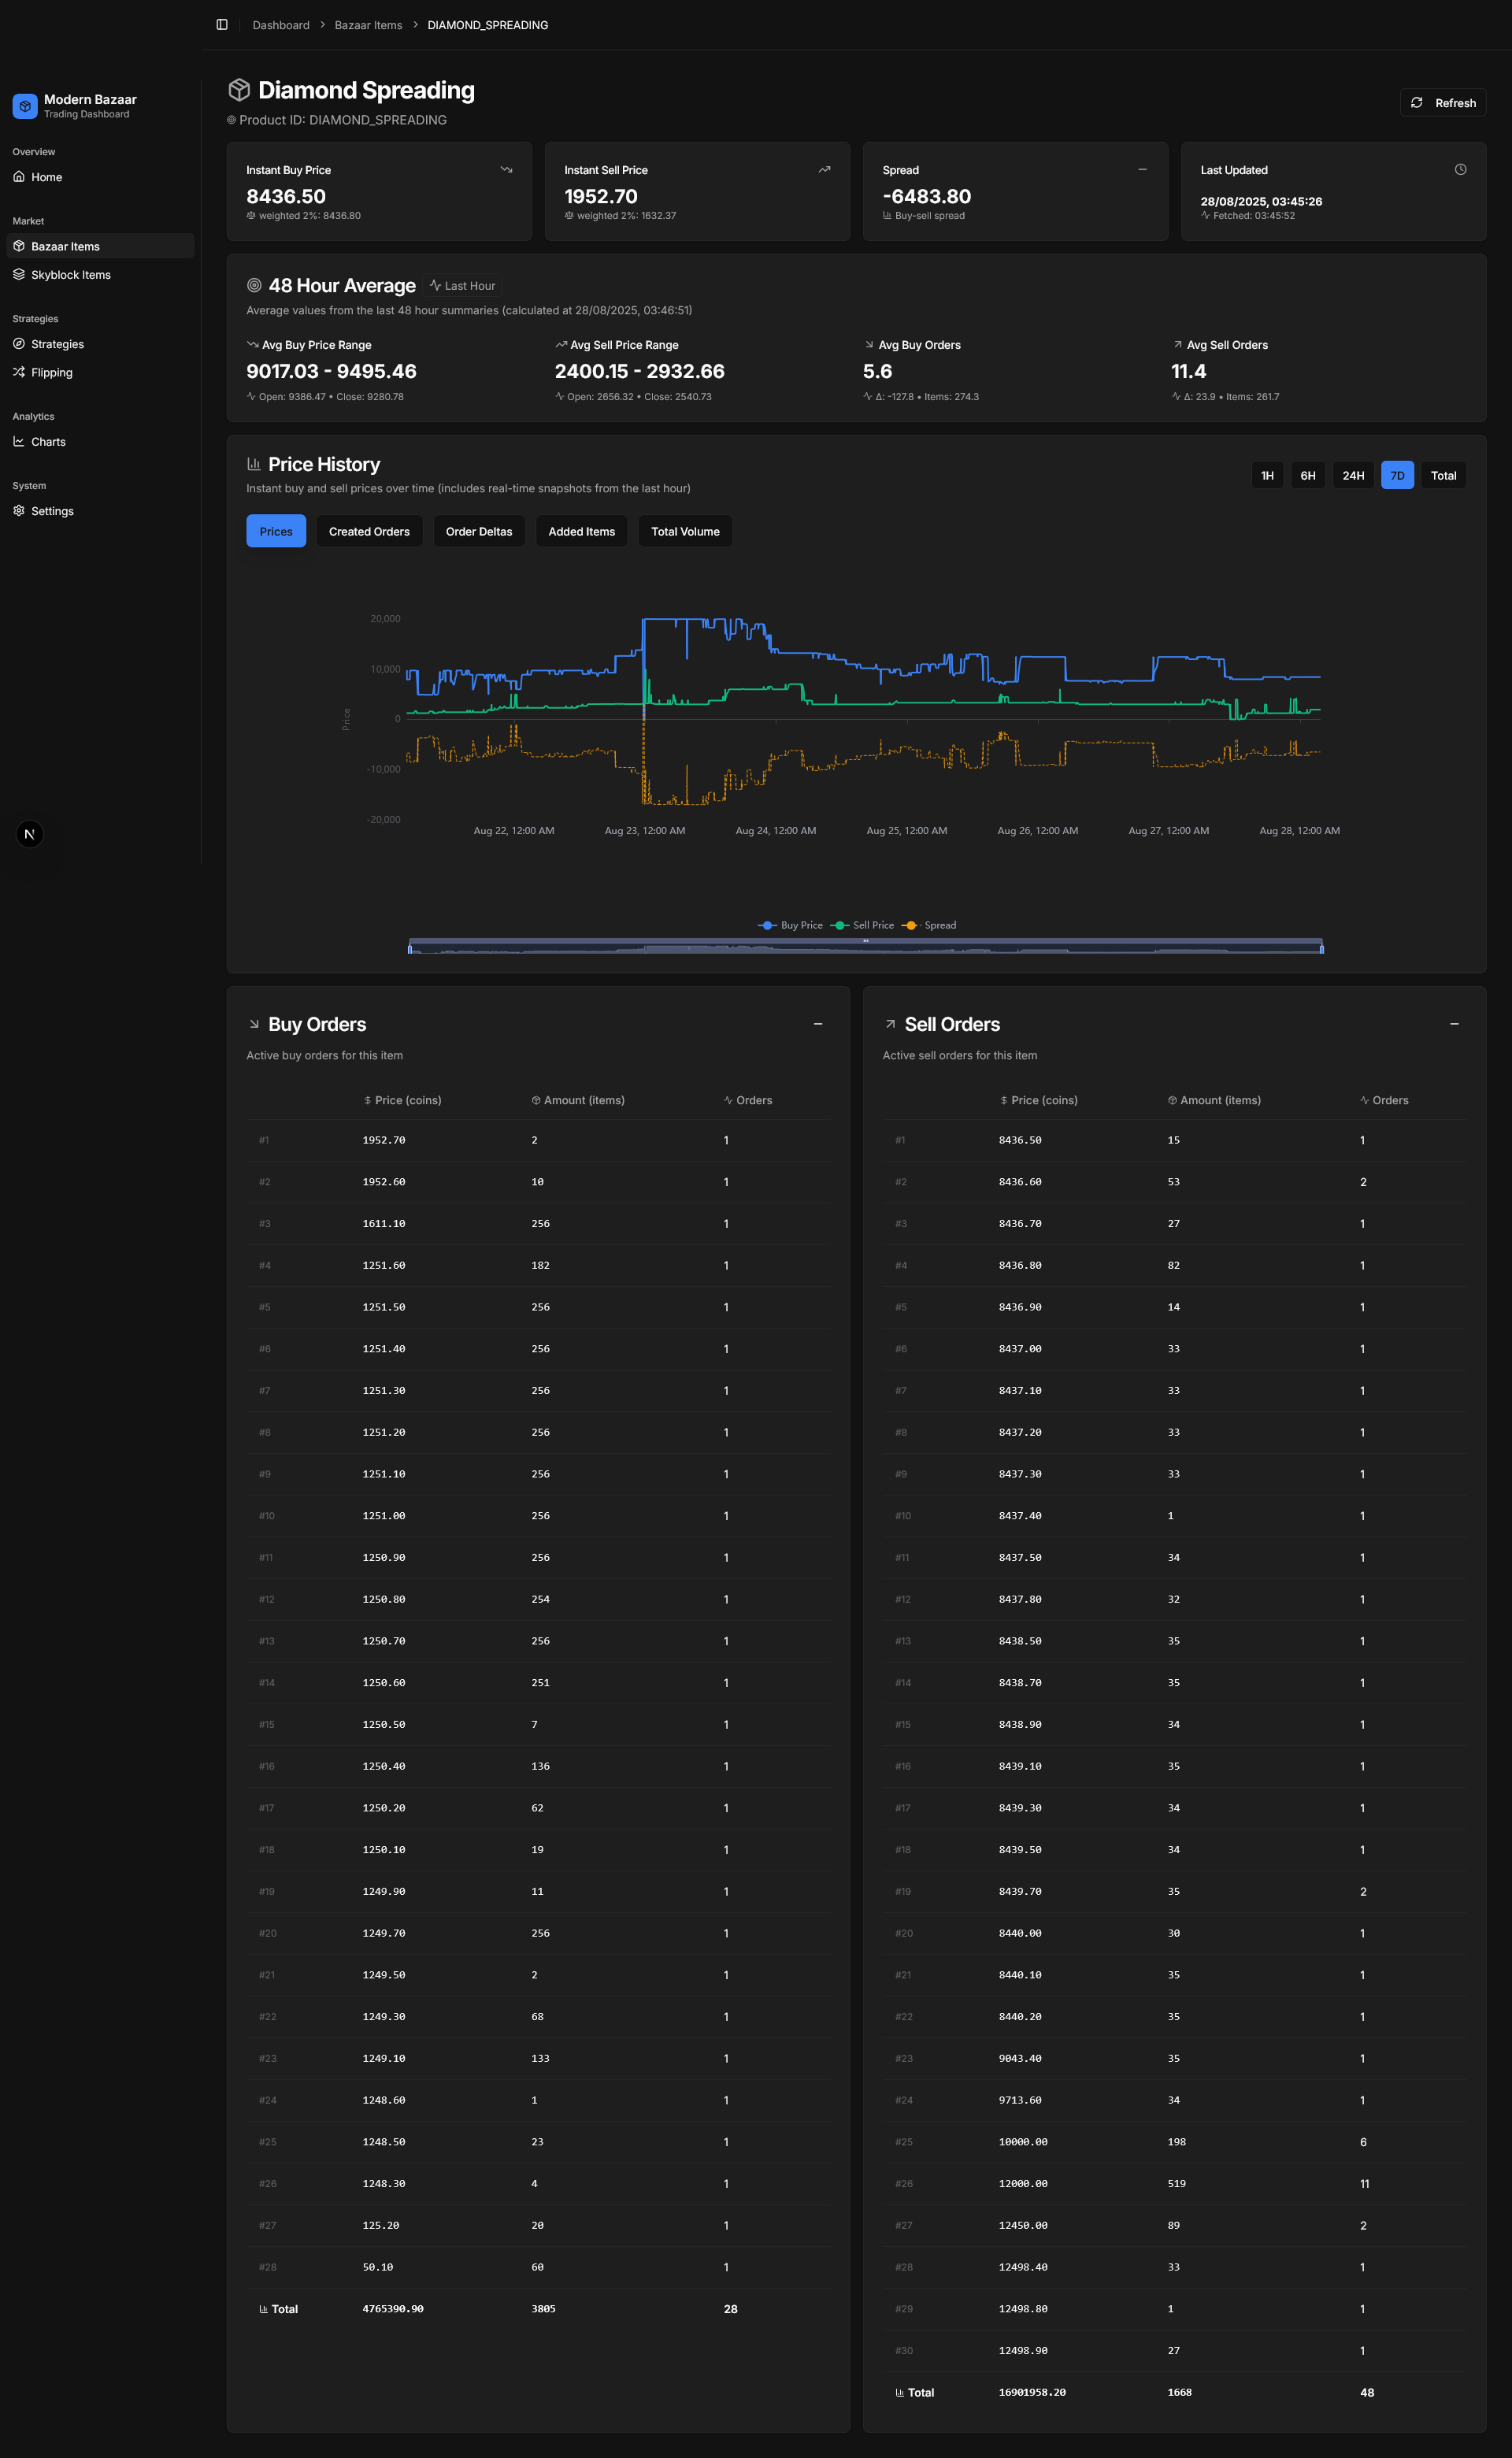 Dashboard > Bazaar Items > DIAMOND_SPREADING
Modern Bazaar
Trading Dashboard
Overview
Home
Market
Bazaar Items
Skyblock Items
Strategies
Strategies
Flipping
Analytics
Charts
System
Settings
N
Diamond Spreading
Product ID: DIAMOND_SPREADING
Refresh
Instant Buy Price
8436.50
weighted 2%: 8436.80
Instant Sell Price
1952.70
weighted 2%: 1632.37
Spread
-6483.80
Buy-sell spread
Last Updated
28/08/2025, 03:45:26
Fetched: 03:45:52
48 Hour Average Last Hour
Average values from the last 48 hour summaries (calculated at 28/08/2025, 03:46:51)
Avg Buy Price Range
9017.03 - 9495.46
Open: 9386.47 • Close: 9280.78
Avg Sell Price Range
2400.15 - 2932.66
Open: 2656.32 • Close: 2540.73
Avg Buy Orders
5.6
Δ: -127.8 • Items: 274.3
Avg Sell Orders
11.4
Δ: 23.9 • Items: 261.7
Price History
Instant buy and sell prices over time (includes real-time snapshots from the last hour)
1H 6H 24H 7D Total
Prices Created Orders Order Deltas Added Items Total Volume
Price
20,000
10,000
0
-10,000
-20,000
Aug 22, 12:00 AM Aug 23, 12:00 AM Aug 24, 12:00 AM Aug 25, 12:00 AM Aug 26, 12:00 AM Aug 27, 12:00 AM Aug 28, 12:00 AM
Buy Price Sell Price Spread
Buy Orders
Active buy orders for this item
Price (coins) Amount (items) Orders
#1 1952.70 2 1
#2 1952.60 10 1
#3 1611.10 256 1
#4 1251.60 182 1
#5 1251.50 256 1
#6 1251.40 256 1
#7 1251.30 256 1
#8 1251.20 256 1
#9 1251.10 256 1
#10 1251.00 256 1
#11 1250.90 256 1
#12 1250.80 254 1
#13 1250.70 256 1
#14 1250.60 251 1
#15 1250.50 7 1
#16 1250.40 136 1
#17 1250.20 62 1
#18 1250.10 19 1
#19 1249.90 11 1
#20 1249.70 256 1
#21 1249.50 2 1
#22 1249.30 68 1
#23 1249.10 133 1
#24 1248.60 1 1
#25 1248.50 23 1
#26 1248.30 4 1
#27 125.20 20 1
#28 50.10 60 1
Total 4765390.90 3805 28
Sell Orders
Active sell orders for this item
Price (coins) Amount (items) Orders
#1 8436.50 15 1
#2 8436.60 53 2
#3 8436.70 27 1
#4 8436.80 82 1
#5 8436.90 14 1
#6 8437.00 33 1
#7 8437.10 33 1
#8 8437.20 33 1
#9 8437.30 33 1
#10 8437.40 1 1
#11 8437.50 34 1
#12 8437.80 32 1
#13 8438.50 35 1
#14 8438.70 35 1
#15 8438.90 34 1
#16 8439.10 35 1
#17 8439.30 34 1
#18 8439.50 34 1
#19 8439.70 35 2
#20 8440.00 30 1
#21 8440.10 35 1
#22 8440.20 35 1
#23 9043.40 35 1
#24 9713.60 34 1
#25 10000.00 198 6
#26 12000.00 519 11
#27 12450.00 89 2
#28 12498.40 33 1
#29 12498.80 1 1
#30 12498.90 27 1
Total 16901958.20 1668 48